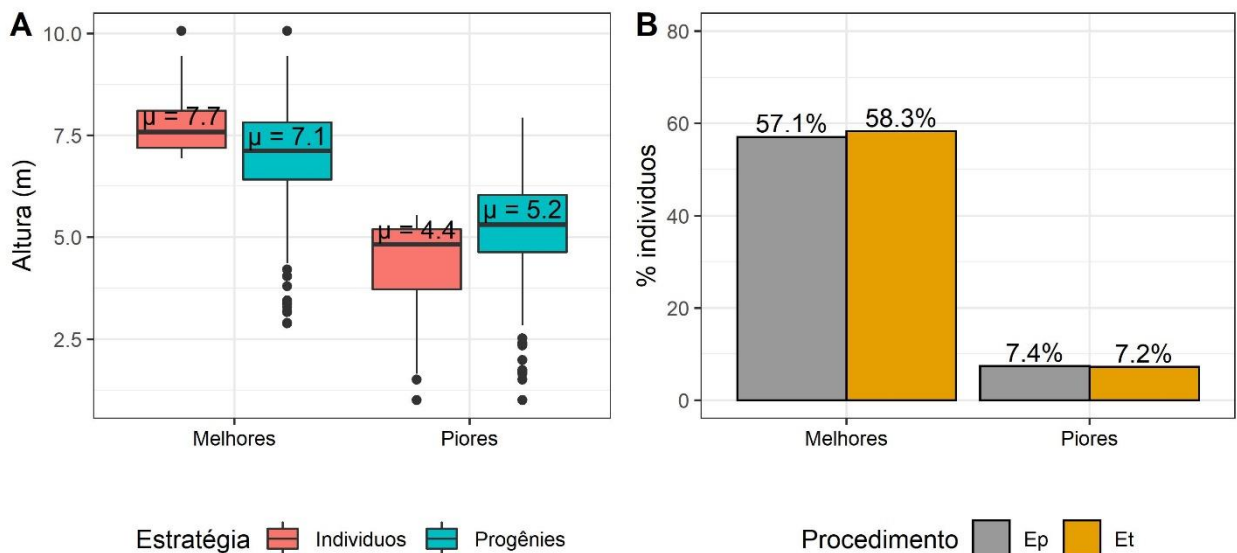 A
Altura (m)
10.0
7.5
5.0
2.5
μ = 7.7
μ = 7.1
μ = 4.4
μ = 5.2
Melhores Piores
Estratégia Individuos Progênies
B
% individuos
80
60
40
20
0
57.1% 58.3%
7.4% 7.2%
Melhores Piores
Procedimento Ep Et